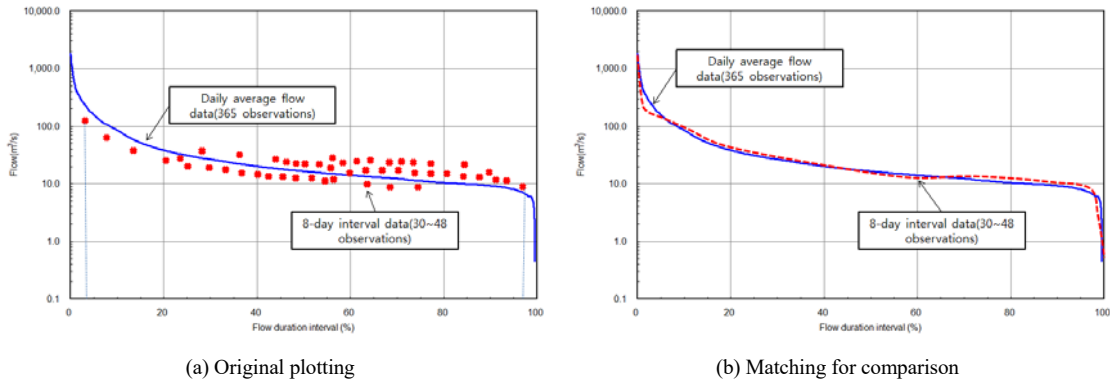 10,000.0
1,000.0
100.0
10.0
1.0
0.1
Flow(m³/s)
Daily average flow
data(365 observations)
8-day interval data(30~48
observations)
0
20
40
60
80
100
Flow duration interval (%)
(a) Original plotting
10,000.0
1,000.0
100.0
10.0
1.0
0.1
Flow(m³/s)
Daily average flow
data(365 observations)
8-day interval data(30~48
observations)
0
20
40
60
80
100
Flow duration interval (%)
(b) Matching for comparison